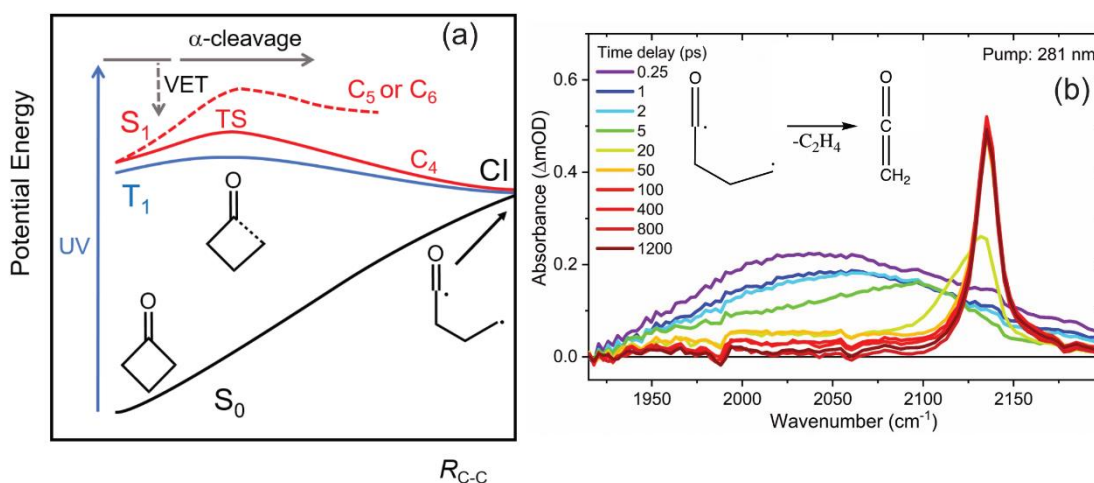 α-cleavage
(a)
VET
C5 or C6
S1
TS
C4
CI
T1
UV
O
O
O
S0
Potential Energy
RC-C
(b)
Time delay (ps)
0.25
1
2
5
20
50
100
400
800
1200
Pump: 281 nm
O
-C2H4
O
C
CH2
0.6
0.4
0.2
0.0
Absorbance (ΔmOD)
1950 2000 2050 2100 2150
Wavenumber (cm-1)